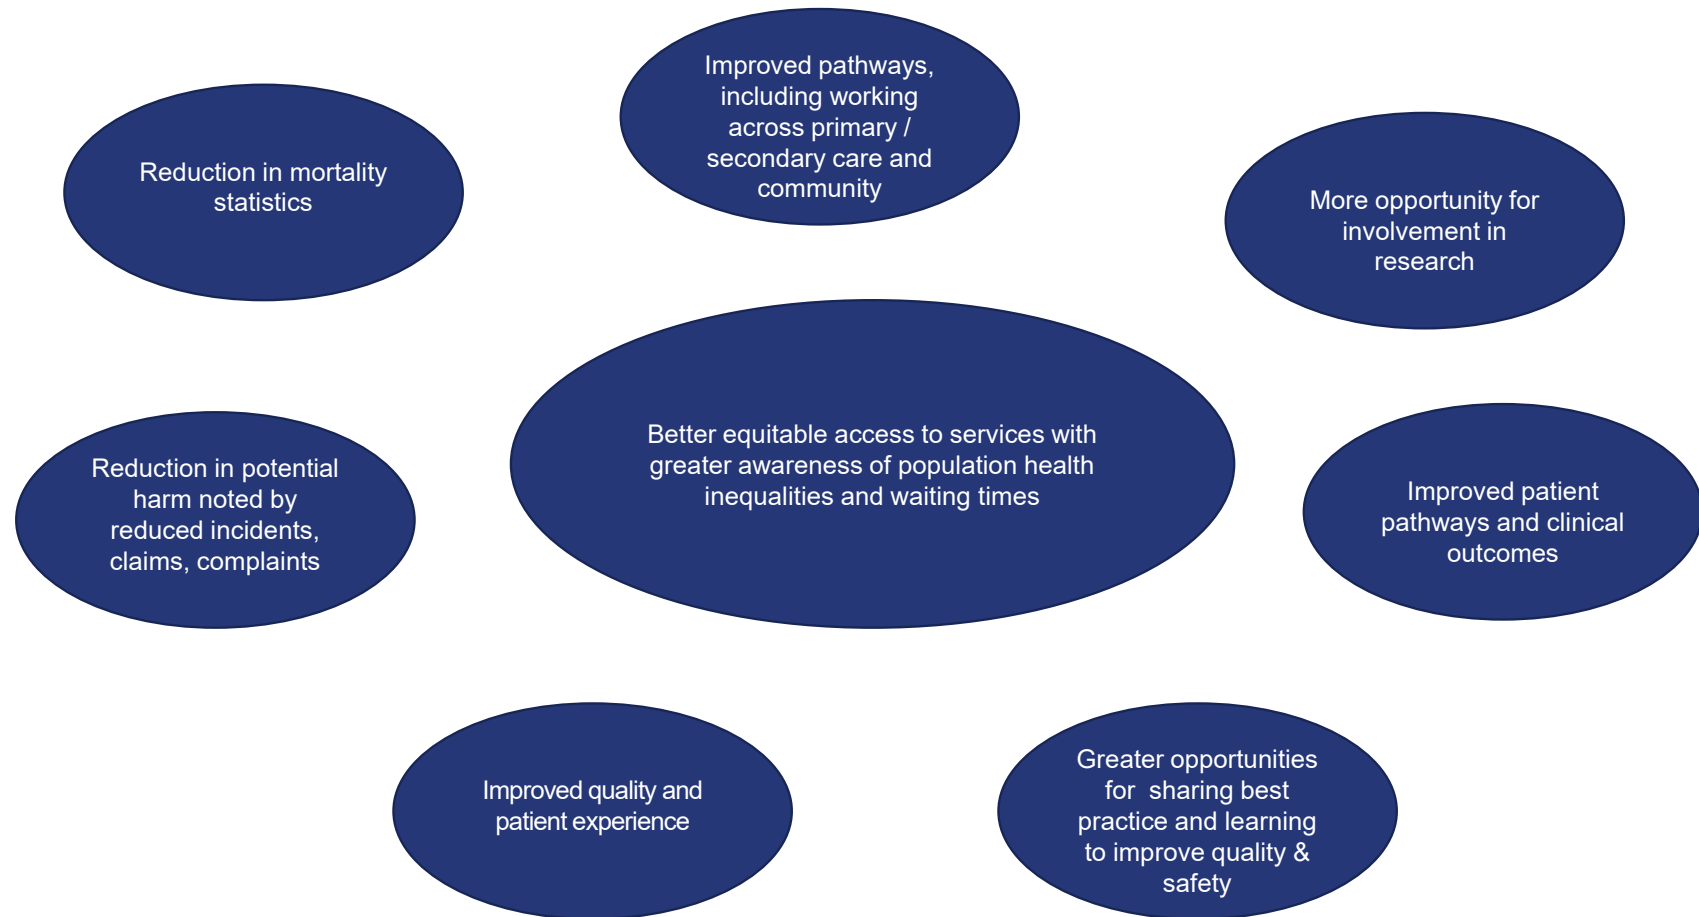 Improved pathways,
including working
across primary /
secondary care and
community
Reduction in mortality
statistics
More opportunity for
involvement in
research
Better equitable access to services with
greater awareness of population health
inequalities and waiting times
Reduction in potential
harm noted by
reduced incidents,
claims, complaints
Improved patient
pathways and clinical
outcomes
Improved quality and
patient experience
Greater opportunities
for  sharing best
practice and learning
to improve quality &
safety